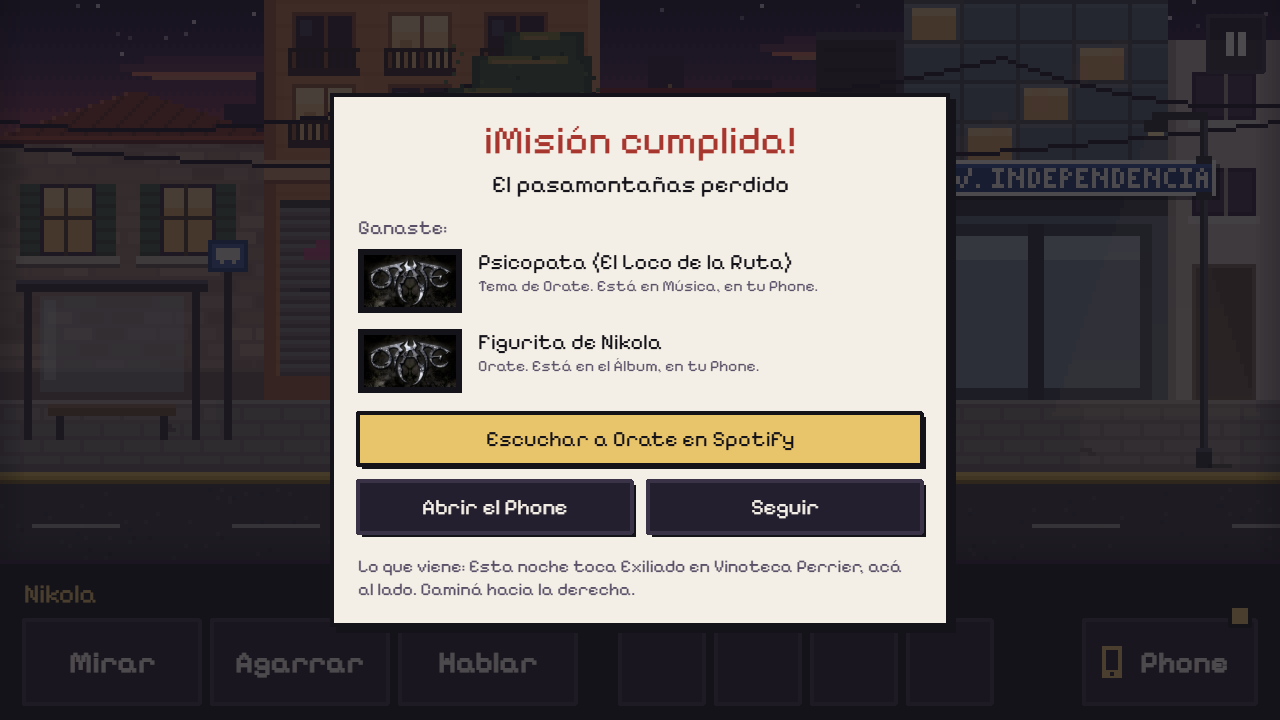 ¡Misión cumplida!
El pasamontañas perdido
Ganaste:
ORATE
Psicopata (El Loco de la Ruta)
Tema de Orate. Está en Música, en tu Phone.
ORATE
Figurita de Nikola
Orate. Está en el Álbum, en tu Phone.
Escuchar a Orate en Spotify
Abrir el Phone
Seguir
Lo que viene: Esta noche toca Exiliado en Vinoteca Perrier, acá
al lado. Caminá hacia la derecha.
V. INDEPENDENCIA
Nikola
Mirar
Agarrar
Hablar
Phone